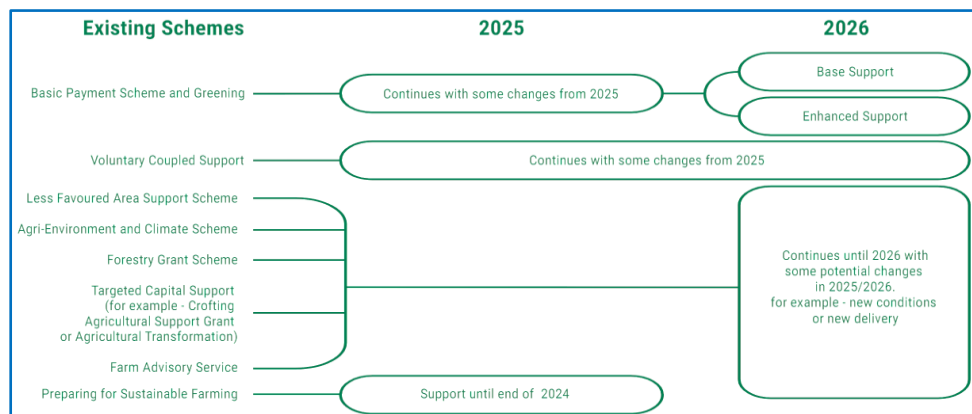 Existing Schemes
2025
2026
Basic Payment Scheme and Greening
Continues with some changes from 2025
Base Support
Enhanced Support
Voluntary Coupled Support
Continues with some changes from 2025
Less Favoured Area Support Scheme
Agri-Environment and Climate Scheme
Forestry Grant Scheme
Targeted Capital Support
(for example - Crofting
Agricultural Support Grant
or Agricultural Transformation)
Farm Advisory Service
Continues until 2026 with
some potential changes
in 2025/2026.
for example - new conditions
or new delivery
Preparing for Sustainable Farming
Support until end of 2024